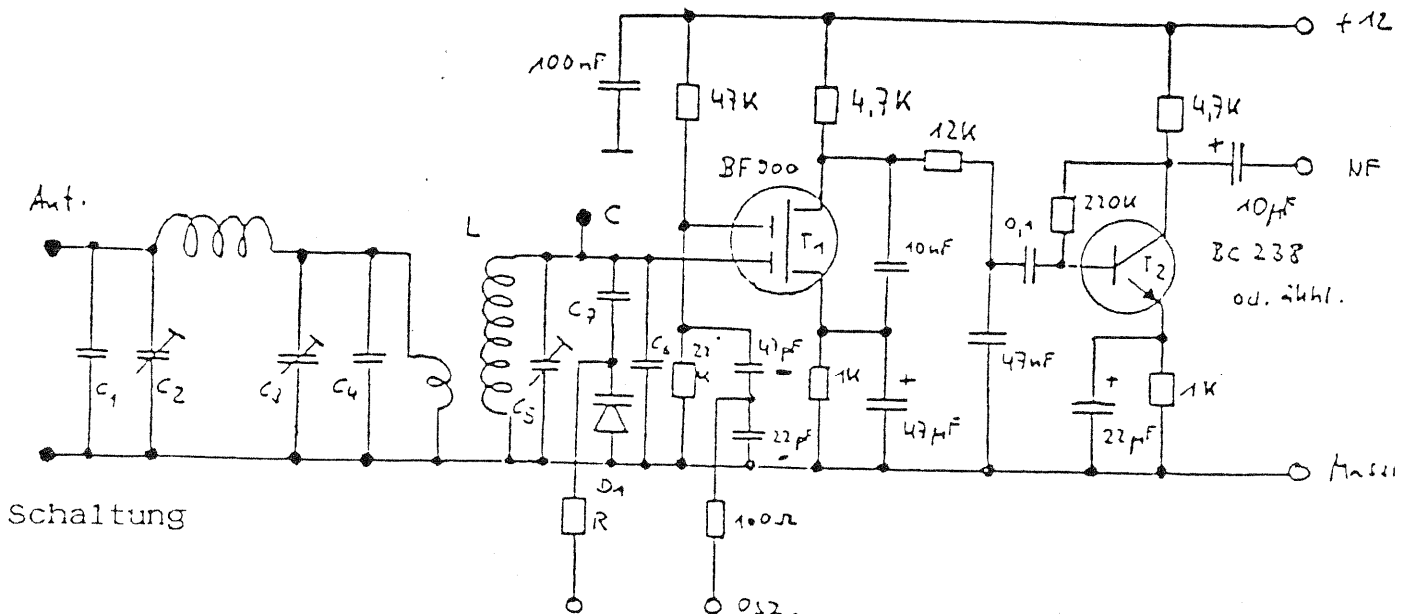 +12
100nF
47K
4,7K
4,7K
12K
BF900
+
NF
Ant.
L
C
T1
220K
10µF
0,1
10nF
T2
BC 238
od. ähnl.
C7
C1
C2
C3
C4
C5
C6
22
K
47pF
1K
+
47nF
+
1K
22pF
47µF
22µF
D1
Masse
Schaltung
R
100Ω
Osz.